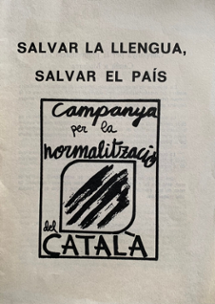 SALVAR LA LLENGUA,
SALVAR EL PAÍS
Campanya
per la
normalització
del
CATALÀ